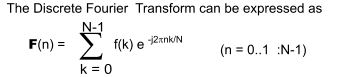 The Discrete Fourier Transform can be expressed as
N-1
F(n) = ∑ f(k) e -j2πnk/N (n = 0..1 :N-1)
k = 0